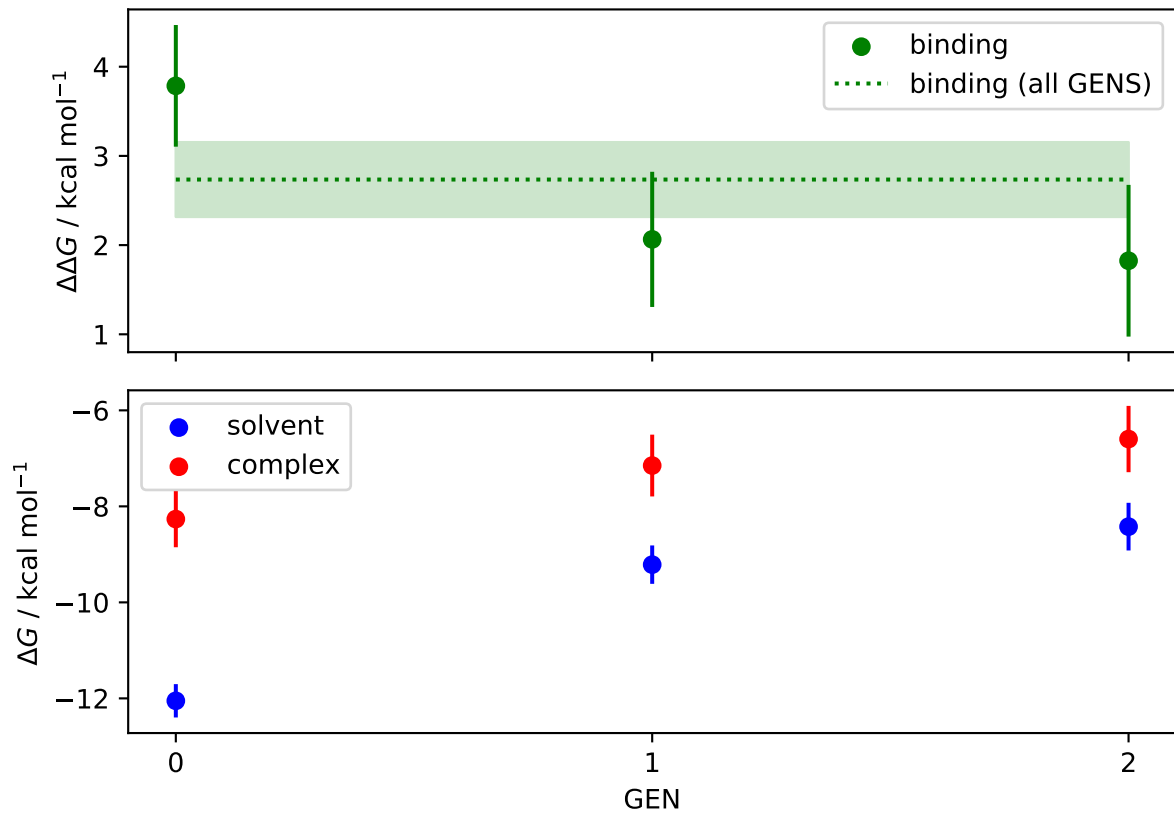 4
3
2
1
ΔΔG / kcal mol⁻¹
binding
binding (all GENS)
−6
−8
−10
−12
ΔG / kcal mol⁻¹
solvent
complex
0 1 2
GEN